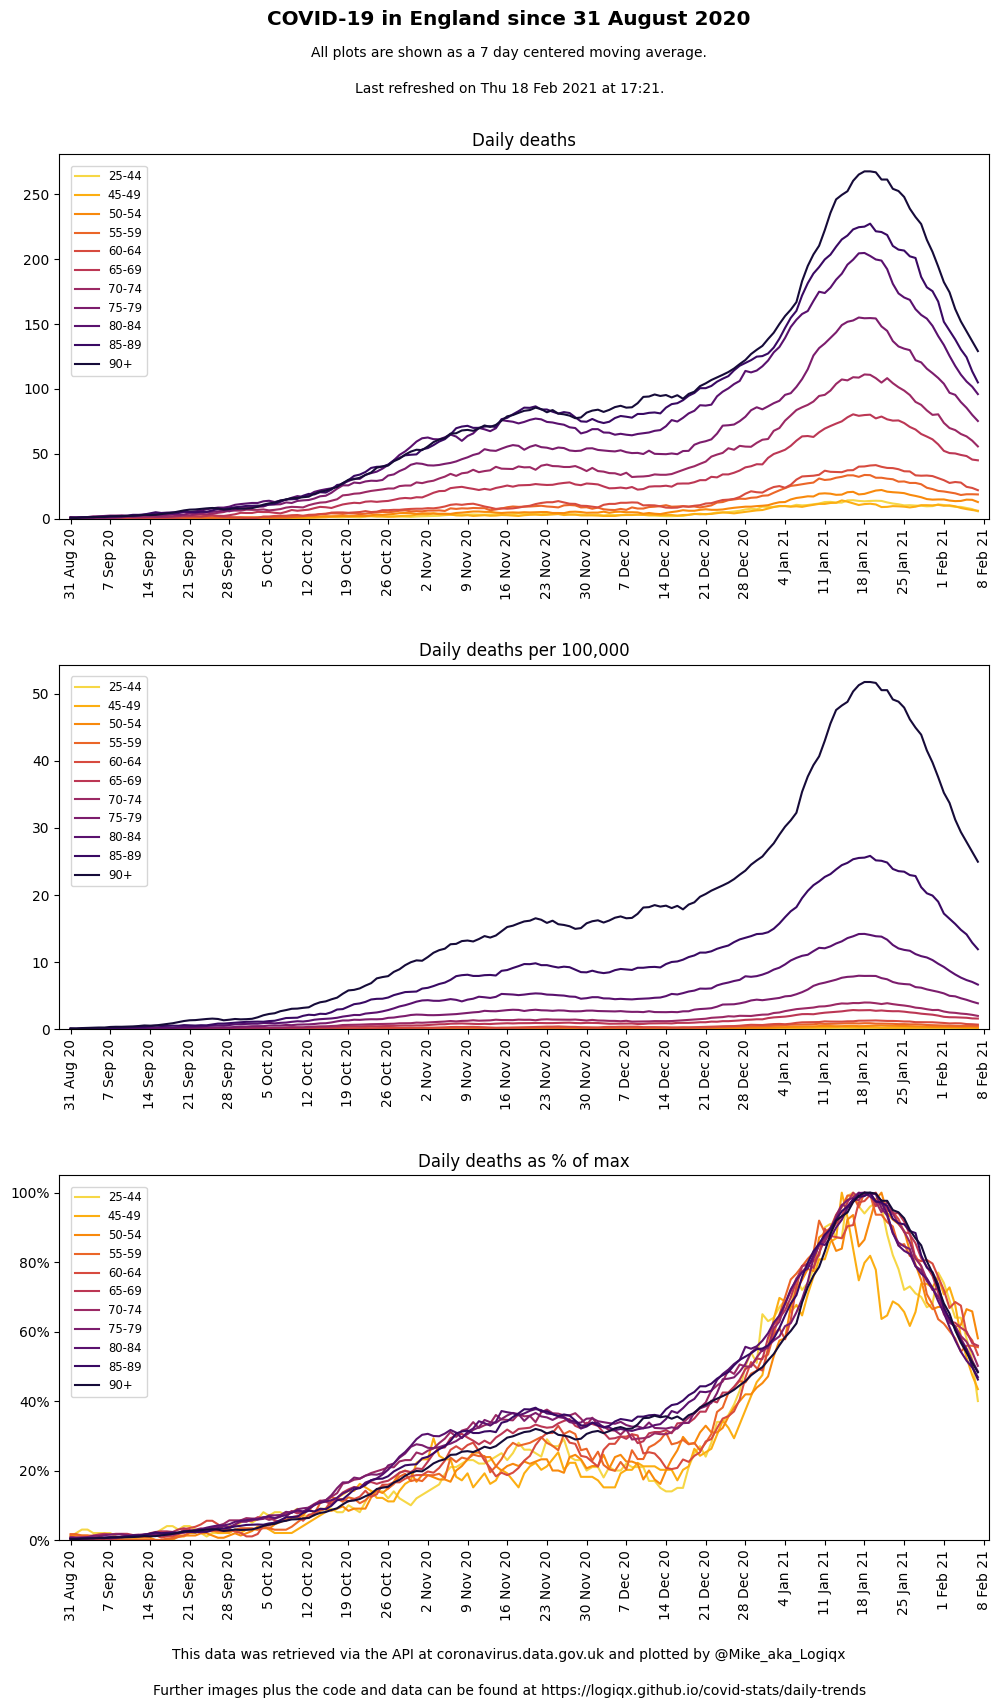 COVID-19 in England since 31 August 2020
All plots are shown as a 7 day centered moving average.
Last refreshed on Thu 18 Feb 2021 at 17:21.
Daily deaths
25-44
45-49
50-54
55-59
60-64
65-69
70-74
75-79
80-84
85-89
90+
250
200
150
100
50
0
31 Aug 20
7 Sep 20
14 Sep 20
21 Sep 20
28 Sep 20
5 Oct 20
12 Oct 20
19 Oct 20
26 Oct 20
2 Nov 20
9 Nov 20
16 Nov 20
23 Nov 20
30 Nov 20
7 Dec 20
14 Dec 20
21 Dec 20
28 Dec 20
4 Jan 21
11 Jan 21
18 Jan 21
25 Jan 21
1 Feb 21
8 Feb 21
Daily deaths per 100,000
25-44
45-49
50-54
55-59
60-64
65-69
70-74
75-79
80-84
85-89
90+
50
40
30
20
10
0
31 Aug 20
7 Sep 20
14 Sep 20
21 Sep 20
28 Sep 20
5 Oct 20
12 Oct 20
19 Oct 20
26 Oct 20
2 Nov 20
9 Nov 20
16 Nov 20
23 Nov 20
30 Nov 20
7 Dec 20
14 Dec 20
21 Dec 20
28 Dec 20
4 Jan 21
11 Jan 21
18 Jan 21
25 Jan 21
1 Feb 21
8 Feb 21
Daily deaths as % of max
25-44
45-49
50-54
55-59
60-64
65-69
70-74
75-79
80-84
85-89
90+
100%
80%
60%
40%
20%
0%
31 Aug 20
7 Sep 20
14 Sep 20
21 Sep 20
28 Sep 20
5 Oct 20
12 Oct 20
19 Oct 20
26 Oct 20
2 Nov 20
9 Nov 20
16 Nov 20
23 Nov 20
30 Nov 20
7 Dec 20
14 Dec 20
21 Dec 20
28 Dec 20
4 Jan 21
11 Jan 21
18 Jan 21
25 Jan 21
1 Feb 21
8 Feb 21
This data was retrieved via the API at coronavirus.data.gov.uk and plotted by @Mike_aka_Logiqx
Further images plus the code and data can be found at https://logiqx.github.io/covid-stats/daily-trends